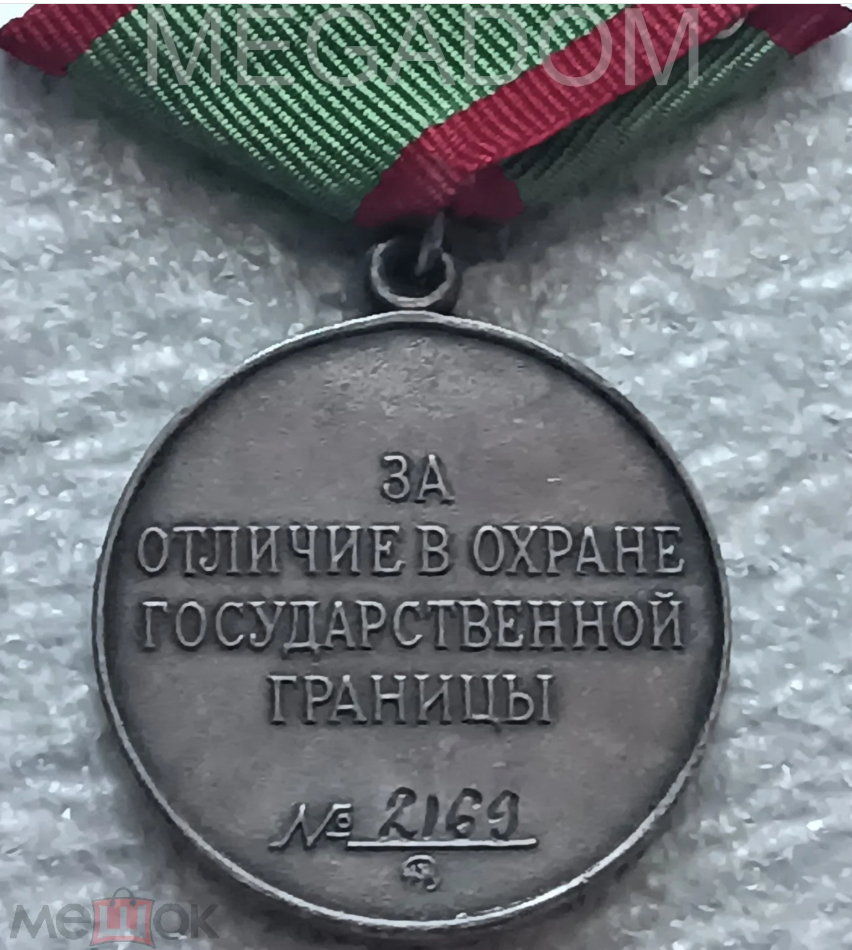 MEGADOM
ЗА
ОТЛИЧИЕ В ОХРАНЕ
ГОСУДАРСТВЕННОЙ
ГРАНИЦЫ
№ 2169
мешок